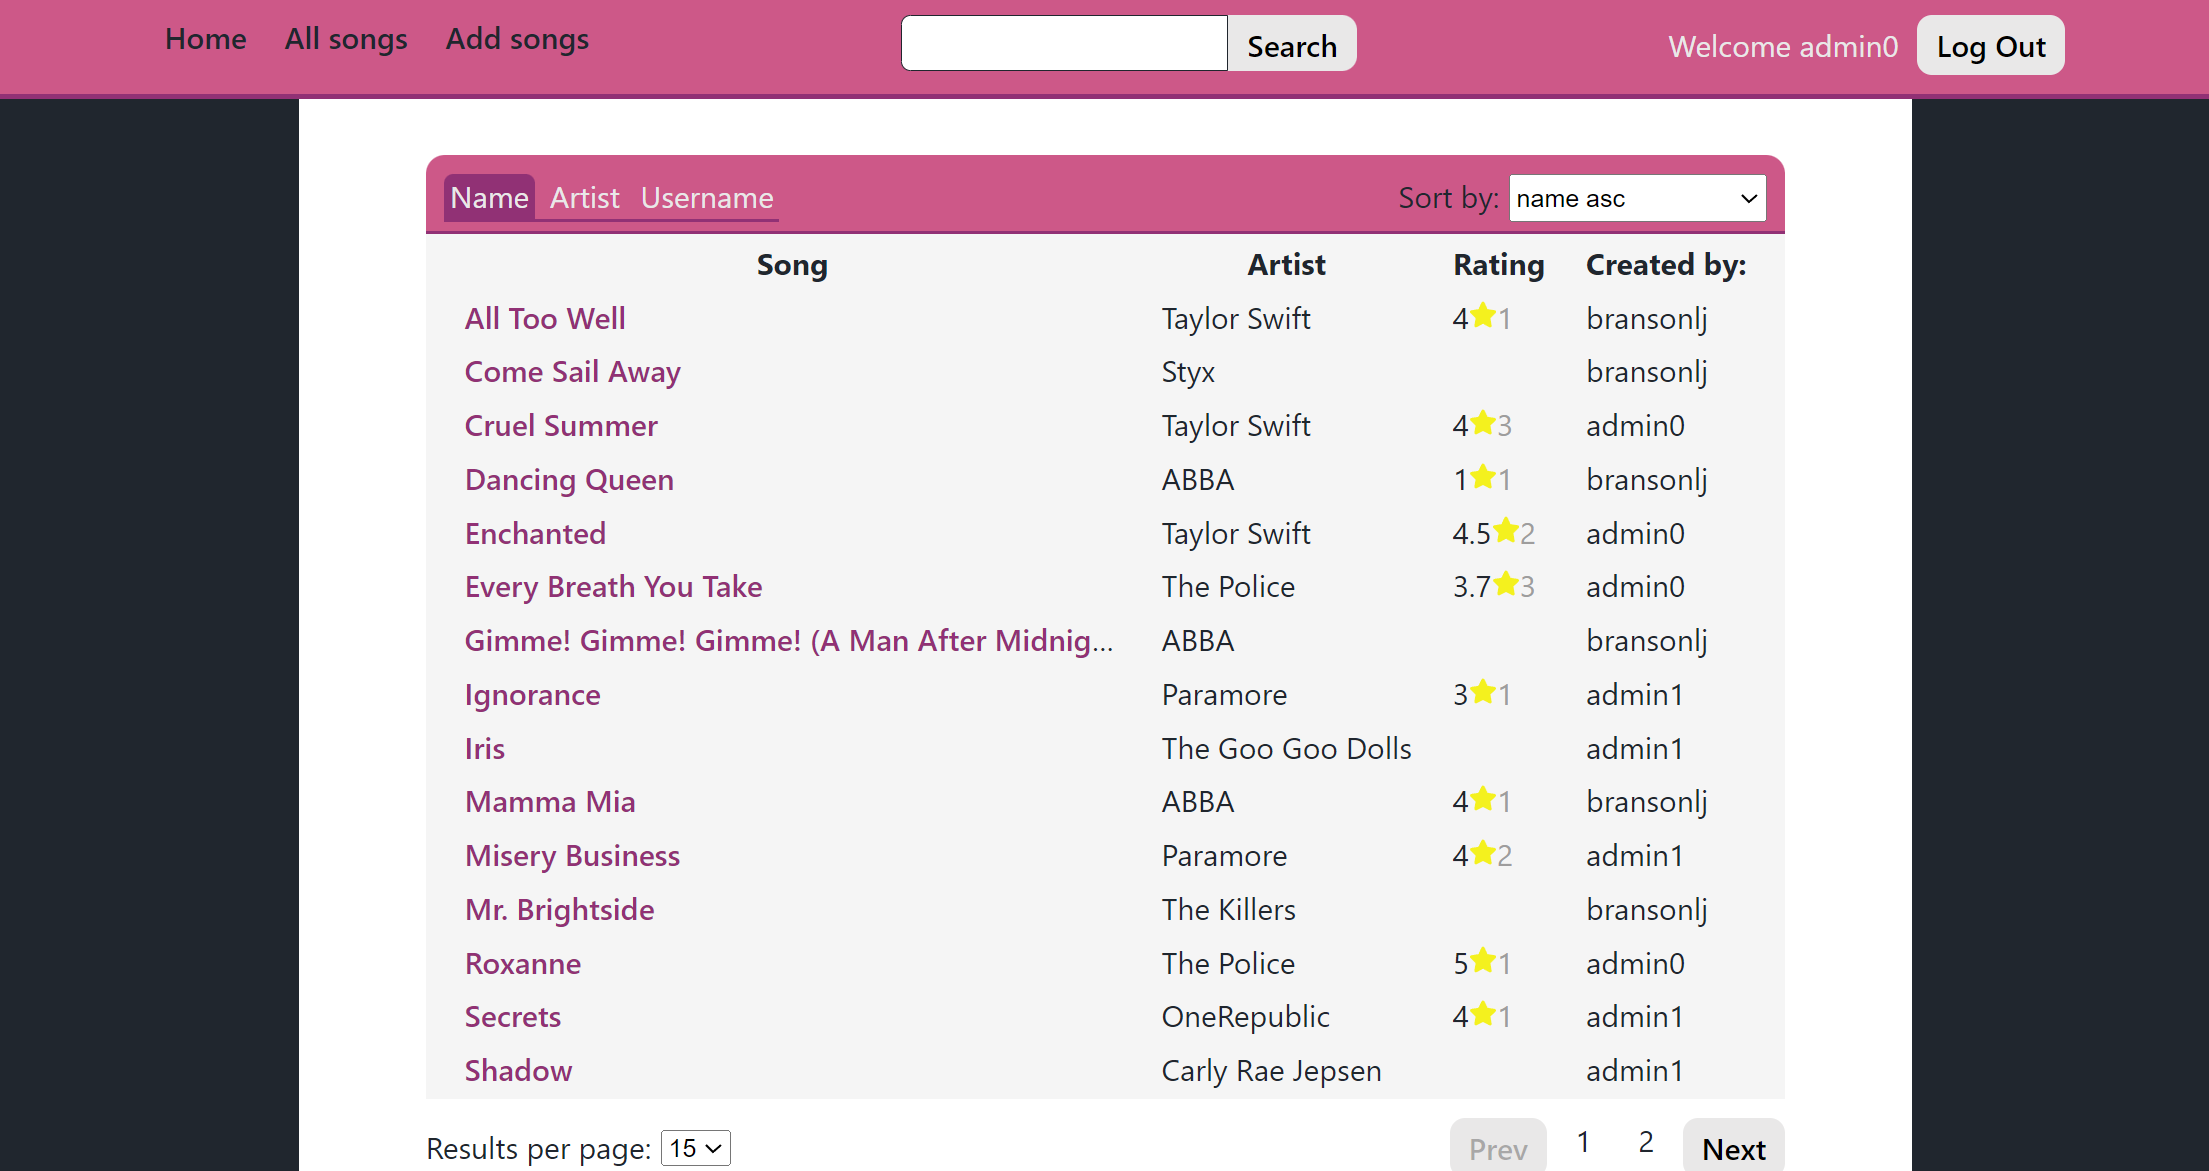 Home All songs Add songs Search Welcome admin0 Log Out
Name Artist Username Sort by: name asc
Song Artist Rating Created by:
All Too Well Taylor Swift 4★1 bransonlj
Come Sail Away Styx bransonlj
Cruel Summer Taylor Swift 4★3 admin0
Dancing Queen ABBA 1★1 bransonlj
Enchanted Taylor Swift 4.5★2 admin0
Every Breath You Take The Police 3.7★3 admin0
Gimme! Gimme! Gimme! (A Man After Midnig... ABBA bransonlj
Ignorance Paramore 3★1 admin1
Iris The Goo Goo Dolls admin1
Mamma Mia ABBA 4★1 bransonlj
Misery Business Paramore 4★2 admin1
Mr. Brightside The Killers bransonlj
Roxanne The Police 5★1 admin0
Secrets OneRepublic 4★1 admin1
Shadow Carly Rae Jepsen admin1
Results per page: 15 Prev 1 2 Next